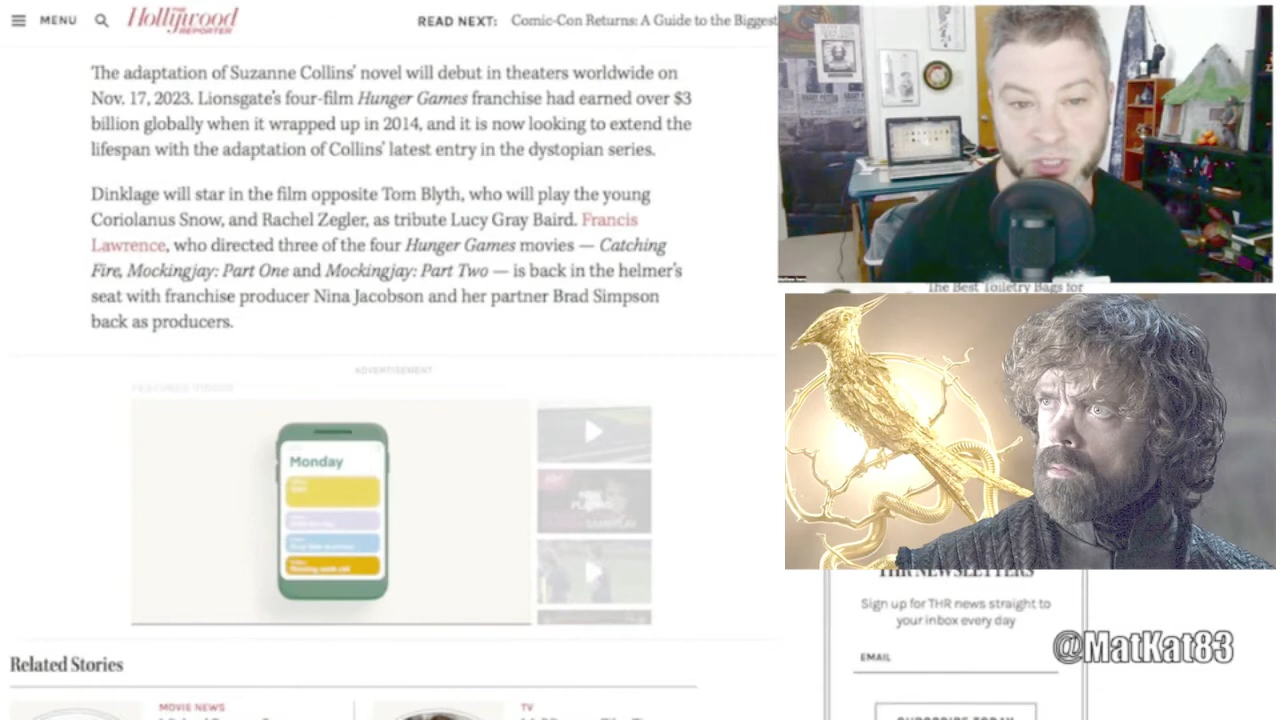 MENU
THE Hollywood REPORTER
READ NEXT: Comic-Con Returns: A Guide to the Biggest
The adaptation of Suzanne Collins' novel will debut in theaters worldwide on
Nov. 17, 2023. Lionsgate's four-film Hunger Games franchise had earned over $3
billion globally when it wrapped up in 2014, and it is now looking to extend the
lifespan with the adaptation of Collins' latest entry in the dystopian series.
Dinklage will star in the film opposite Tom Blyth, who will play the young
Coriolanus Snow, and Rachel Zegler, as tribute Lucy Gray Baird. Francis
Lawrence, who directed three of the four Hunger Games movies — Catching
Fire, Mockingjay: Part One and Mockingjay: Part Two — is back in the helmer's
seat with franchise producer Nina Jacobson and her partner Brad Simpson
back as producers.
ADVERTISEMENT
FEATURED VIDEOS
Monday
The Best Toiletry Bags for
THR NEWSLETTERS
Sign up for THR news straight to
your inbox every day
EMAIL
SUBSCRIBE TODAY
@MatKat83
Related Stories
MOVIE NEWS
TV